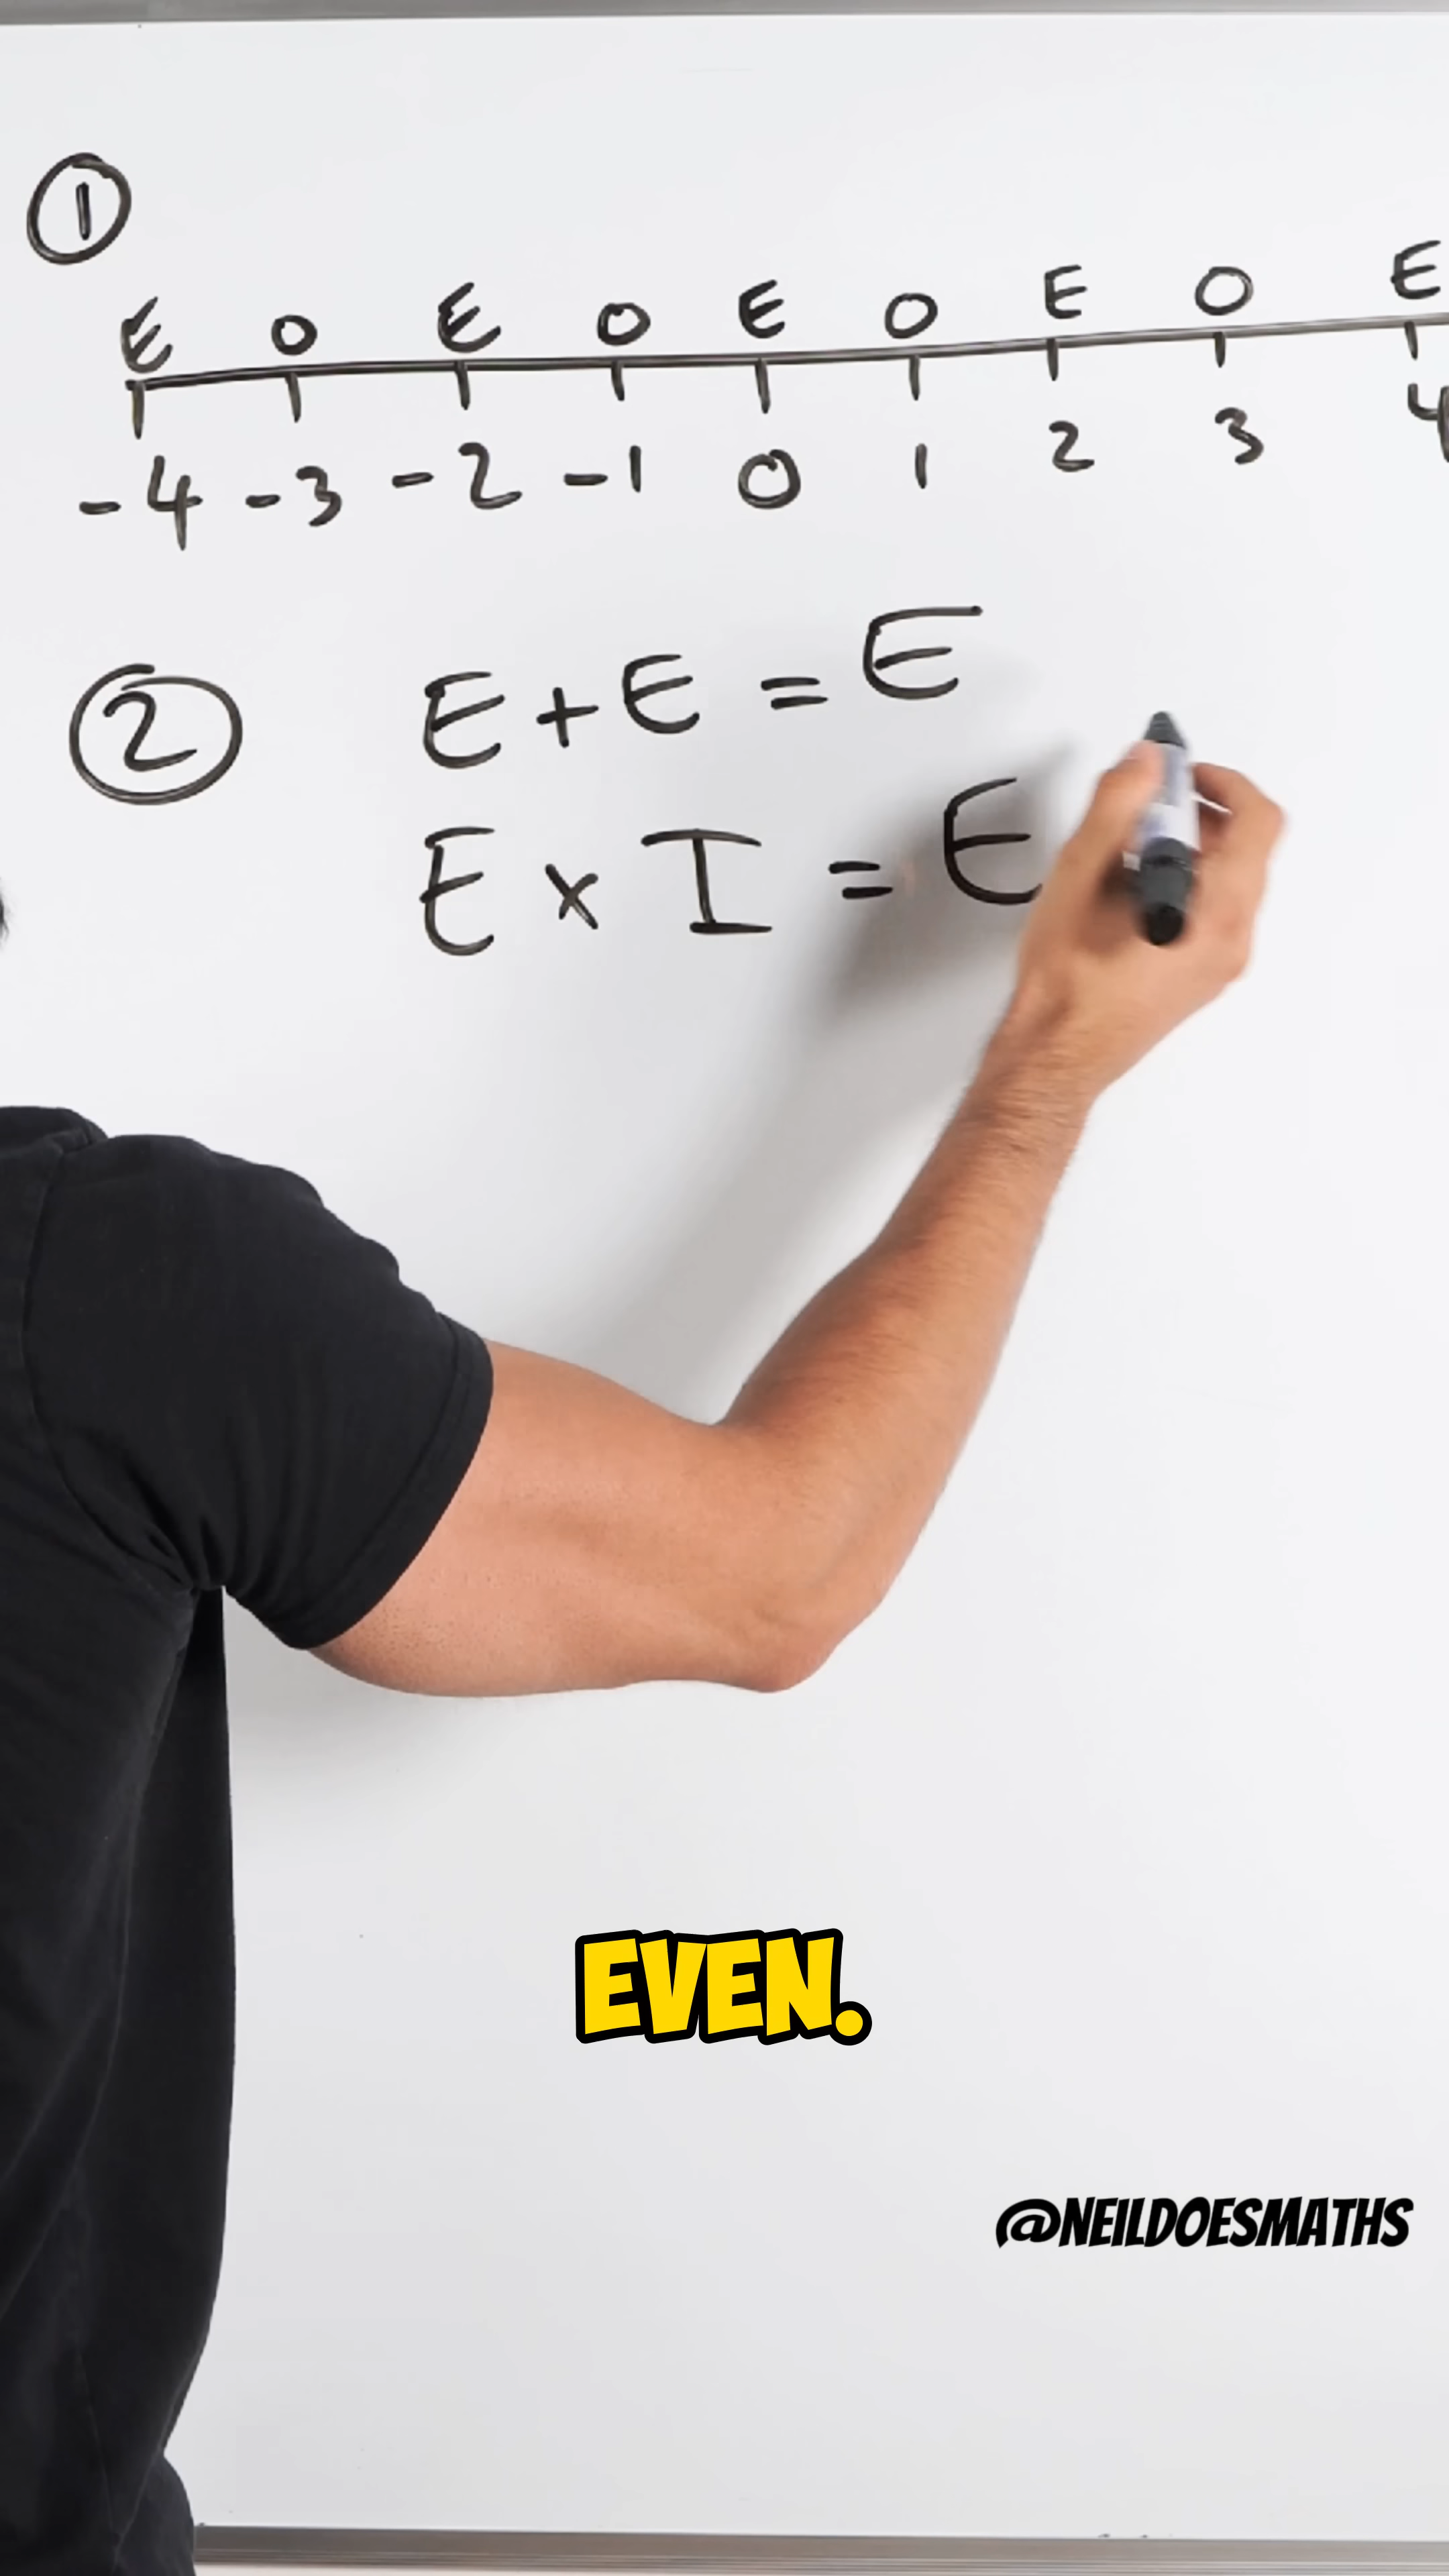 ①
E O E O E O E O E
-4 -3 -2 -1 0 1 2 3 4
② E + E = E
E × I = E
EVEN.
@NEILDOESMATHS